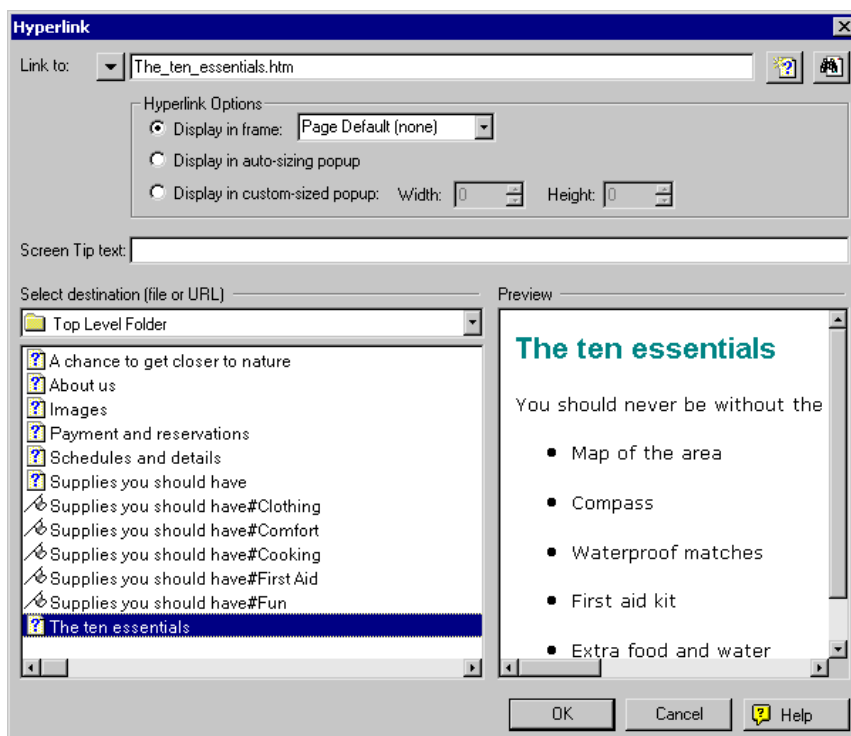 Hyperlink
Link to: The_ten_essentials.htm
Hyperlink Options
Display in frame: Page Default (none)
Display in auto-sizing popup
Display in custom-sized popup: Width: 0 Height: 0
Screen Tip text:
Select destination (file or URL)
Top Level Folder
A chance to get closer to nature
About us
Images
Payment and reservations
Schedules and details
Supplies you should have
Supplies you should have#Clothing
Supplies you should have#Comfort
Supplies you should have#Cooking
Supplies you should have#First Aid
Supplies you should have#Fun
The ten essentials
Preview
The ten essentials
You should never be without the
Map of the area
Compass
Waterproof matches
First aid kit
Extra food and water
OK Cancel Help